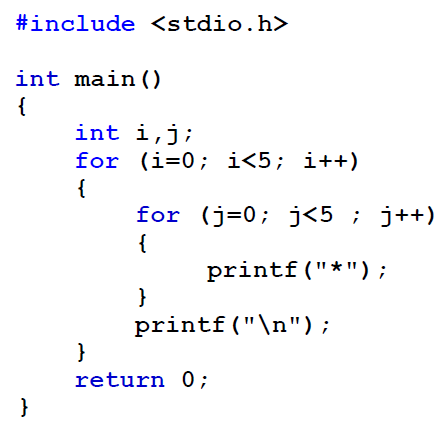 #include <stdio.h>

int main()
{
    int i,j;
    for (i=0; i<5; i++)
    {
        for (j=0; j<5 ; j++)
        {
            printf("*");
        }
        printf("\n");
    }
    return 0;
}